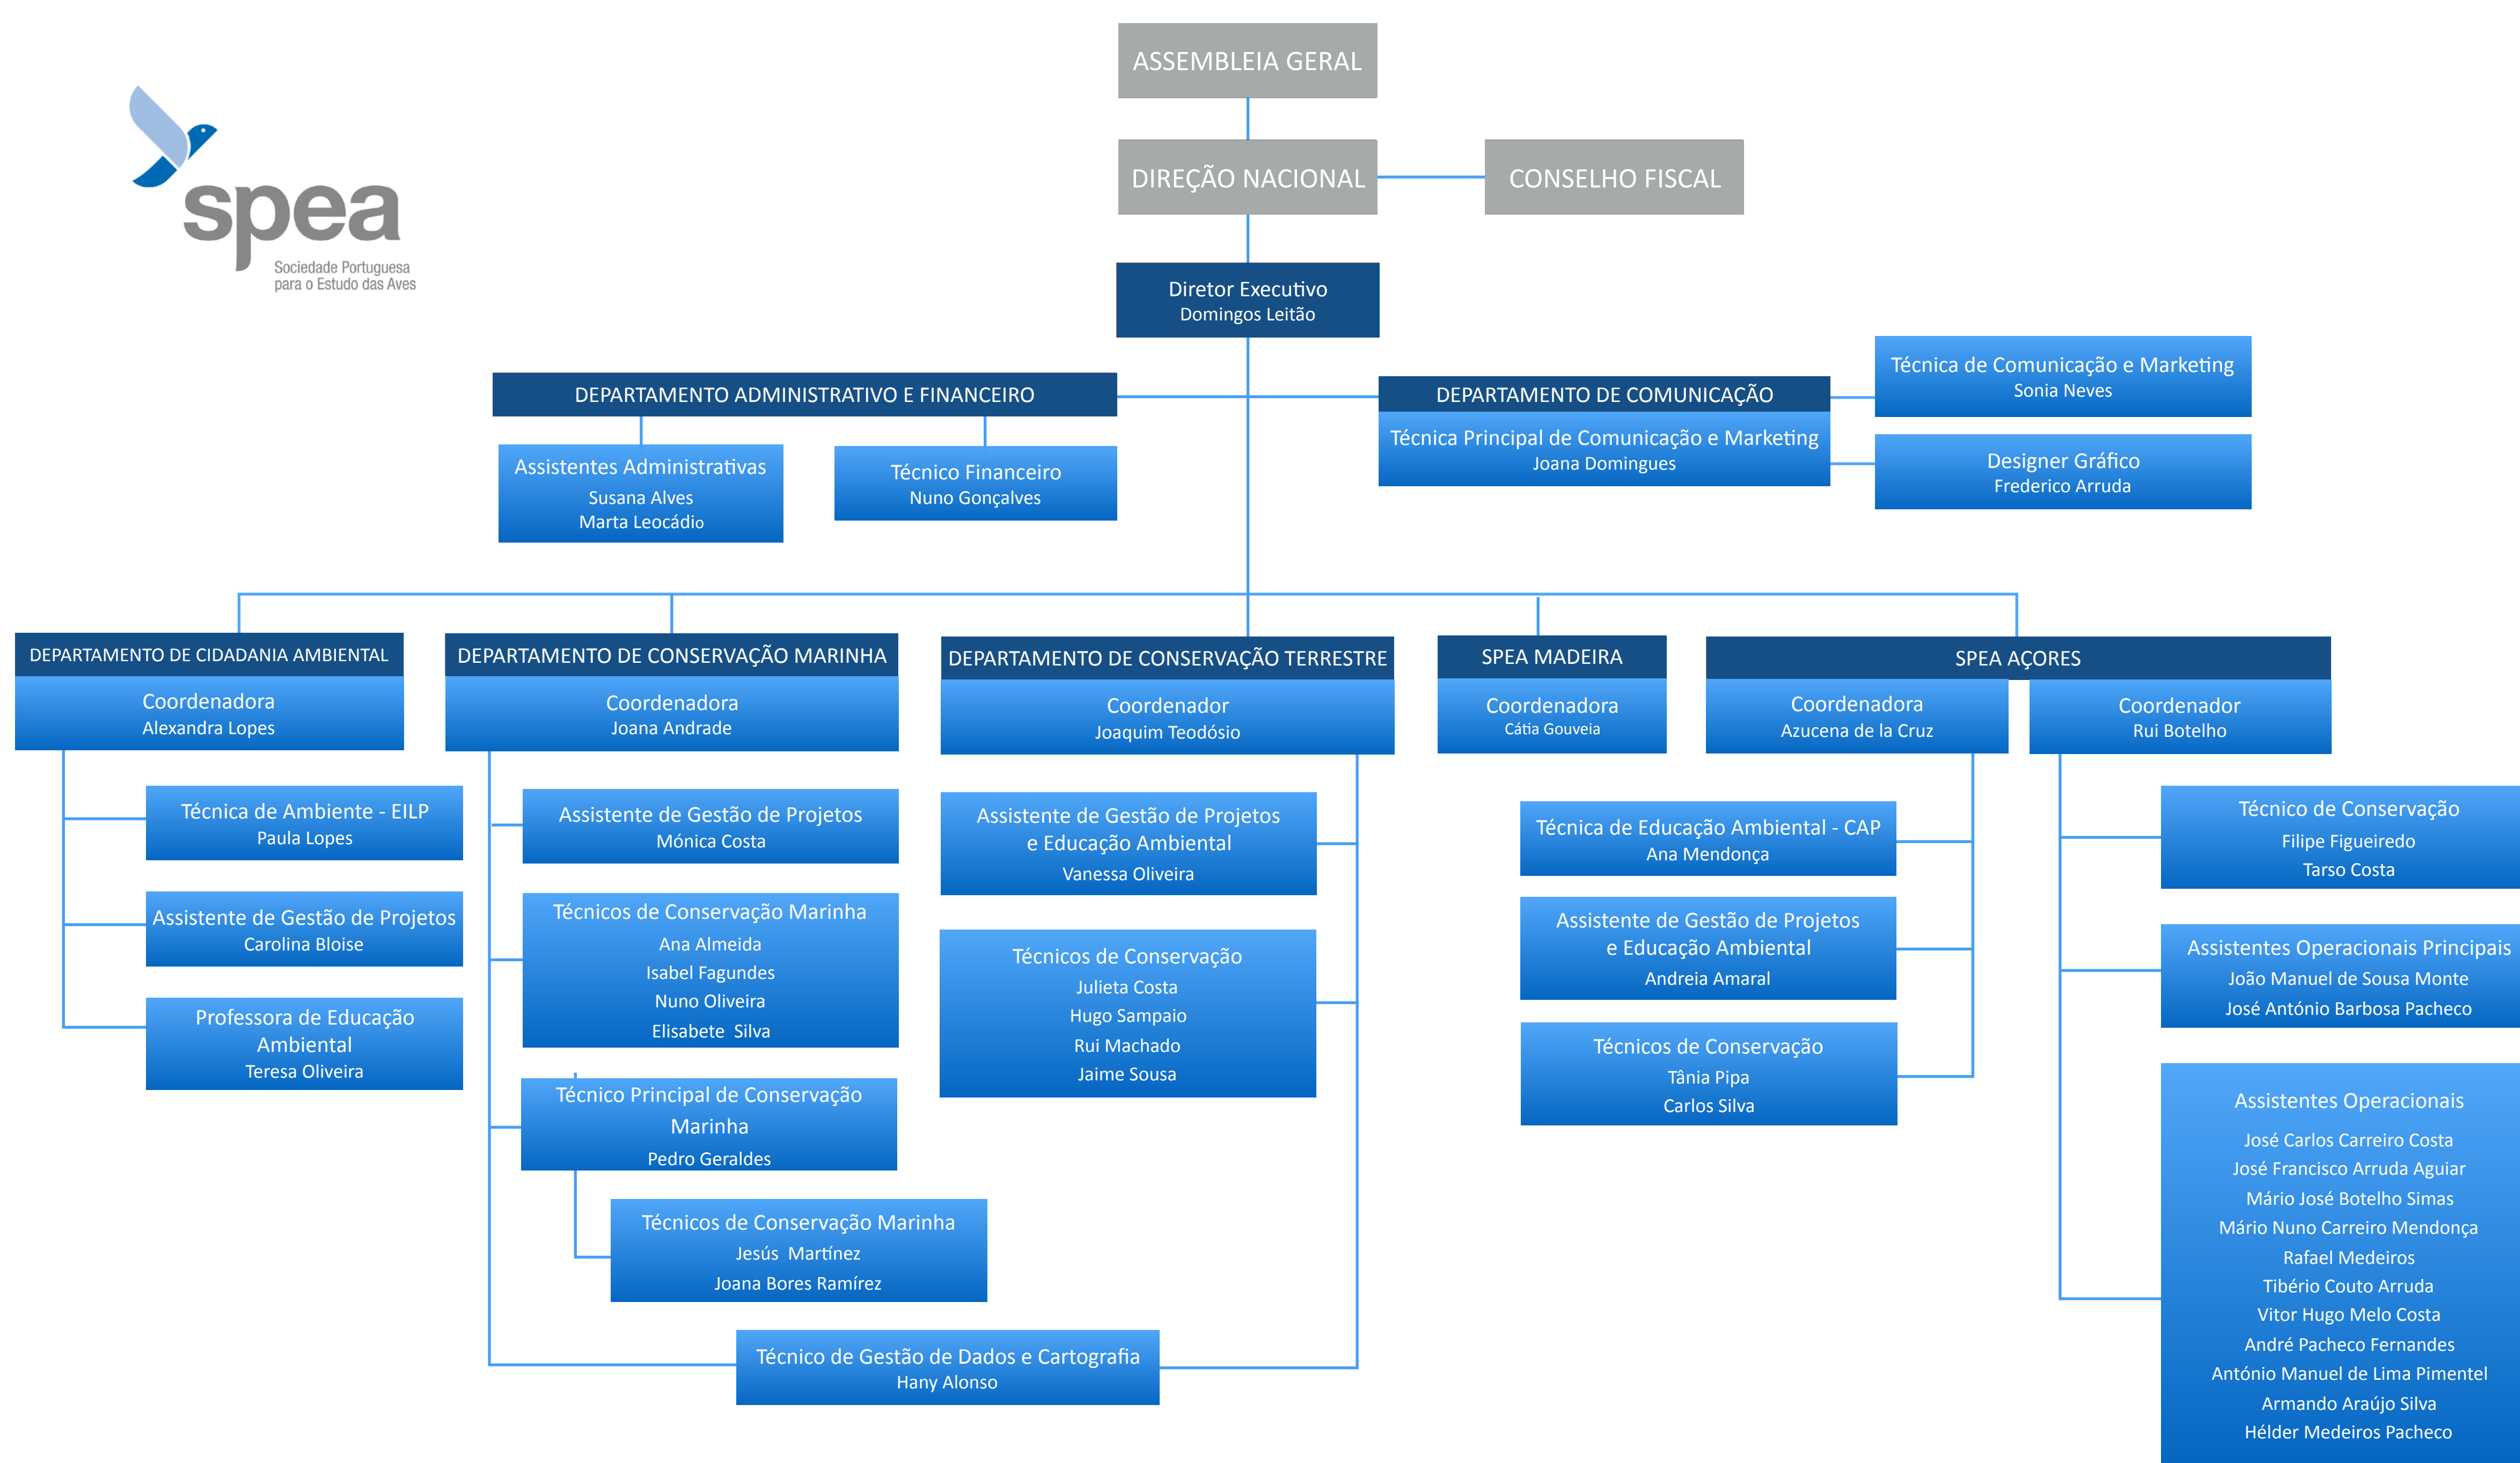 ASSEMBLEIA GERAL
DIREÇÃO NACIONAL
CONSELHO FISCAL
spea
Sociedade Portuguesa
para o Estudo das Aves
Diretor Executivo
Domingos Leitão
DEPARTAMENTO ADMINISTRATIVO E FINANCEIRO
Assistentes Administrativas
Susana Alves
Marta Leocádio
Técnico Financeiro
Nuno Gonçalves
DEPARTAMENTO DE COMUNICAÇÃO
Técnica Principal de Comunicação e Marketing
Joana Domingues
Técnica de Comunicação e Marketing
Sonia Neves
Designer Gráfico
Frederico Arruda
DEPARTAMENTO DE CIDADANIA AMBIENTAL
Coordenadora
Alexandra Lopes
Técnica de Ambiente - EILP
Paula Lopes
Assistente de Gestão de Projetos
Carolina Bloise
Professora de Educação
Ambiental
Teresa Oliveira
DEPARTAMENTO DE CONSERVAÇÃO MARINHA
Coordenadora
Joana Andrade
Assistente de Gestão de Projetos
Mónica Costa
Técnicos de Conservação Marinha
Ana Almeida
Isabel Fagundes
Nuno Oliveira
Elisabete  Silva
Técnico Principal de Conservação
Marinha
Pedro Geraldes
Técnicos de Conservação Marinha
Jesús  Martínez
Joana Bores Ramírez
Técnico de Gestão de Dados e Cartografia
Hany Alonso
DEPARTAMENTO DE CONSERVAÇÃO TERRESTRE
Coordenador
Joaquim Teodósio
Assistente de Gestão de Projetos
e Educação Ambiental
Vanessa Oliveira
Técnicos de Conservação
Julieta Costa
Hugo Sampaio
Rui Machado
Jaime Sousa
SPEA MADEIRA
Coordenadora
Cátia Gouveia
SPEA AÇORES
Coordenadora
Azucena de la Cruz
Técnica de Educação Ambiental - CAP
Ana Mendonça
Assistente de Gestão de Projetos
e Educação Ambiental
Andreia Amaral
Técnicos de Conservação
Tânia Pipa
Carlos Silva
Coordenador
Rui Botelho
Técnico de Conservação
Filipe Figueiredo
Tarso Costa
Assistentes Operacionais Principais
João Manuel de Sousa Monte
José António Barbosa Pacheco
Assistentes Operacionais
José Carlos Carreiro Costa
José Francisco Arruda Aguiar
Mário José Botelho Simas
Mário Nuno Carreiro Mendonça
Rafael Medeiros
Tibério Couto Arruda
Vitor Hugo Melo Costa
André Pacheco Fernandes
António Manuel de Lima Pimentel
Armando Araújo Silva
Hélder Medeiros Pacheco